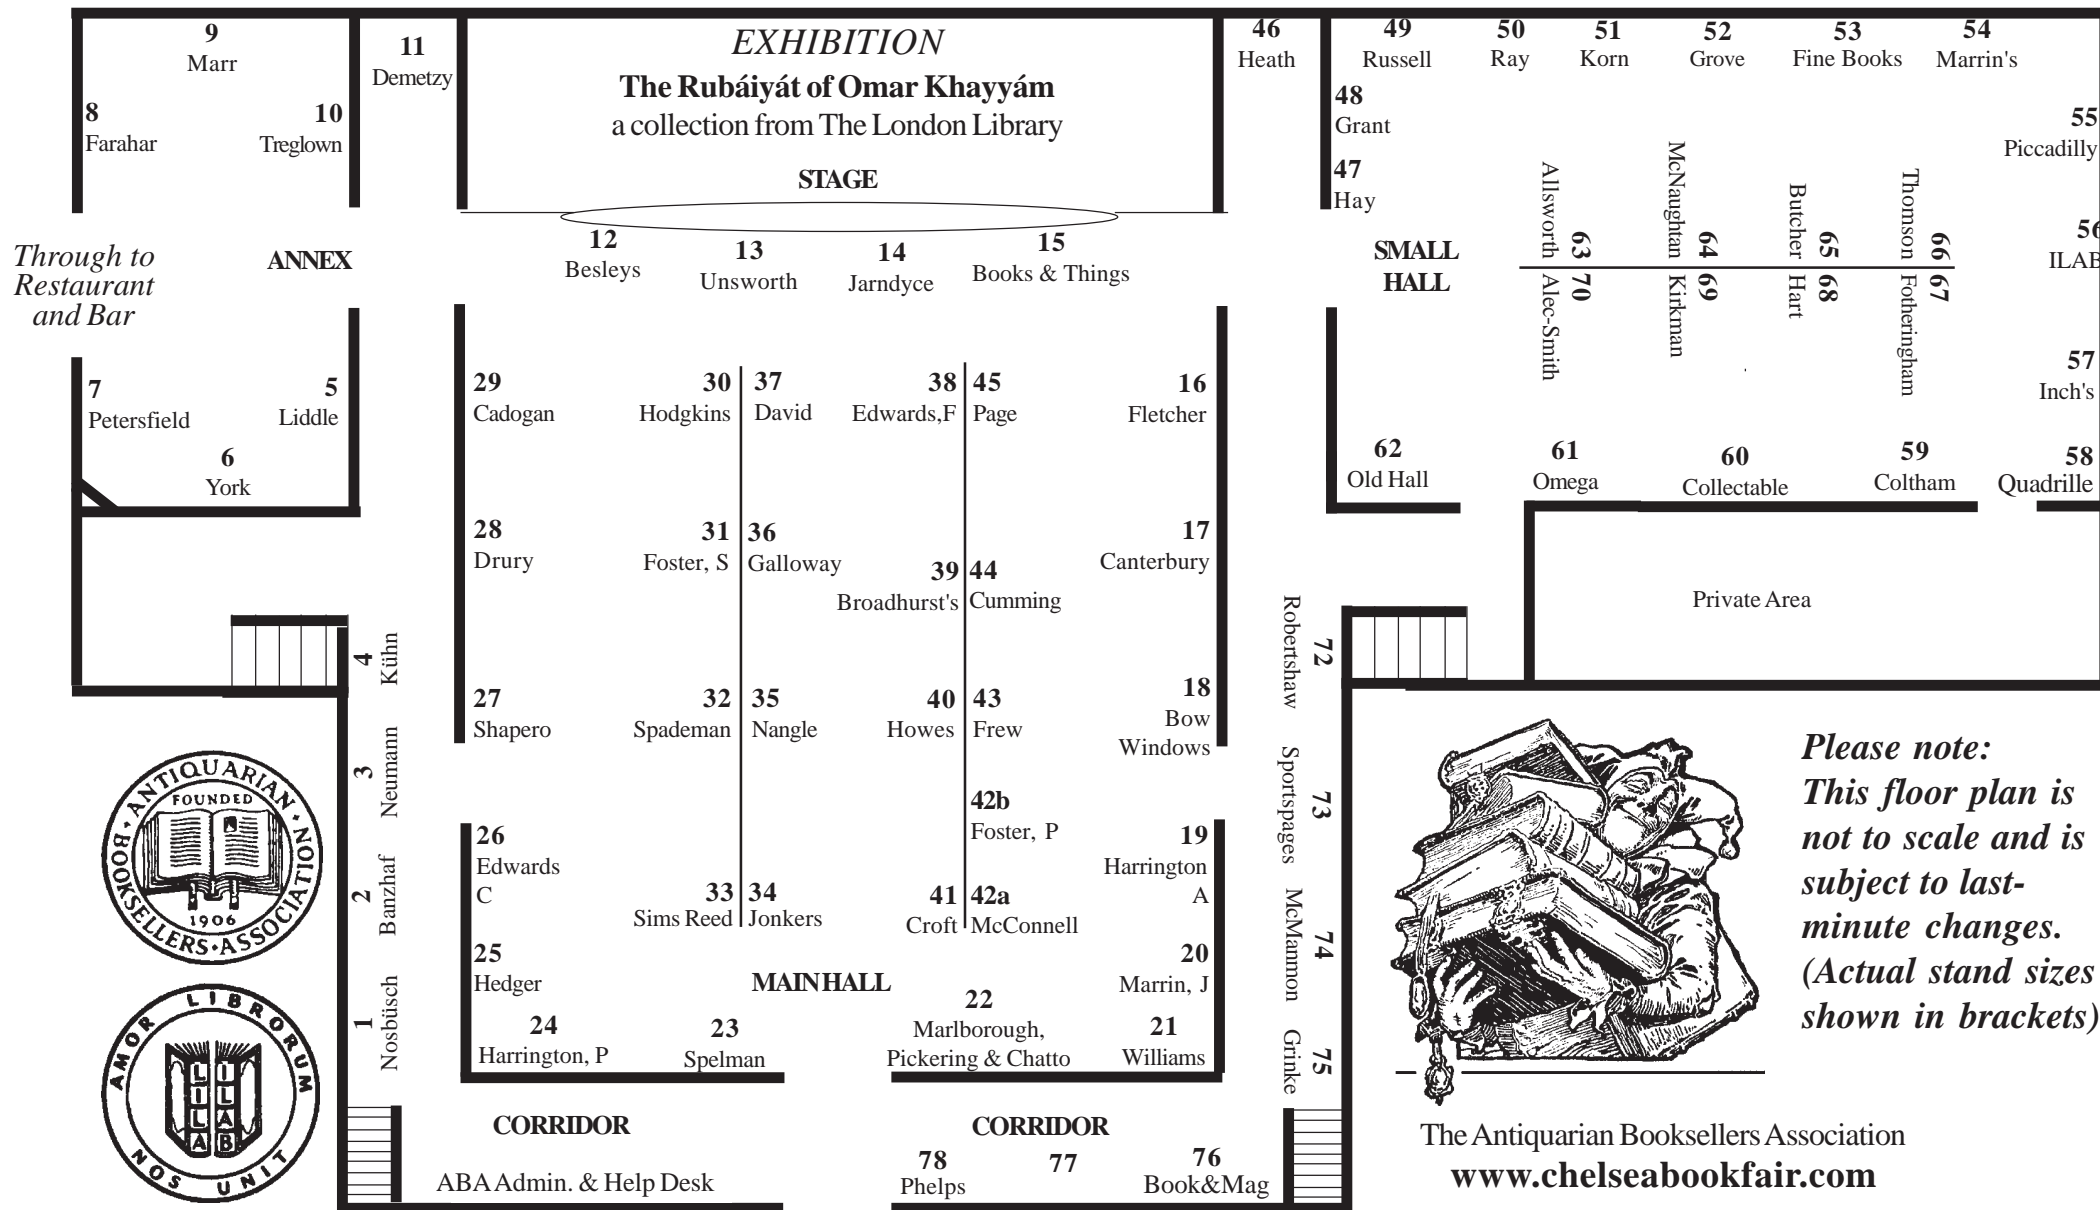 9
Marr
8
Farahar
10
Treglown
11
Demetzy
EXHIBITION
The Rubáiyát of Omar Khayyám
a collection from The London Library
STAGE
46
Heath
49
Russell
50
Ray
51
Korn
52
Grove
53
Fine Books
54
Marrin's
48
Grant
47
Hay
55
Piccadilly
56
ILAB
57
Inch's
58
Quadrille
Through to
Restaurant
and Bar
ANNEX
12
Besleys
13
Unsworth
14
Jarndyce
15
Books & Things
SMALL
HALL
Allsworth 63
McNaughtan 64
Butcher 65
Thomson 66
Alec-Smith 70
Kirkman 69
Hart 68
Fotheringham 67
7
Petersfield
5
Liddle
6
York
29
Cadogan
30
Hodgkins
37
David
38
Edwards,F
45
Page
16
Fletcher
62
Old Hall
61
Omega
60
Collectable
59
Coltham
28
Drury
31
Foster, S
36
Galloway
39
Broadhurst's
44
Cumming
17
Canterbury
Private Area
4
Kühn
3
Neumann
2
Banzhaf
1
Nosbüsch
27
Shapero
32
Spademan
35
Nangle
40
Howes
43
Frew
18
Bow
Windows
72
Robertshaw
73
Sportspages
74
McManmon
75
Grinke
26
Edwards
C
42b
Foster, P
19
Harrington
A
33
Sims Reed
34
Jonkers
41
Croft
42a
McConnell
25
Hedger
MAIN HALL
20
Marrin, J
24
Harrington, P
23
Spelman
22
Marlborough,
Pickering & Chatto
21
Williams
CORRIDOR
ABA Admin. & Help Desk
CORRIDOR
78
Phelps
77
76
Book&Mag
ANTIQUARIAN · BOOKSELLERS · ASSOCIATION
FOUNDED
1906
AMOR LIBRORUM
NOS UNIT
LILA
ILAB
Please note:
This floor plan is
not to scale and is
subject to last-
minute changes.
(Actual stand sizes
shown in brackets)
The Antiquarian Booksellers Association
www.chelseabookfair.com